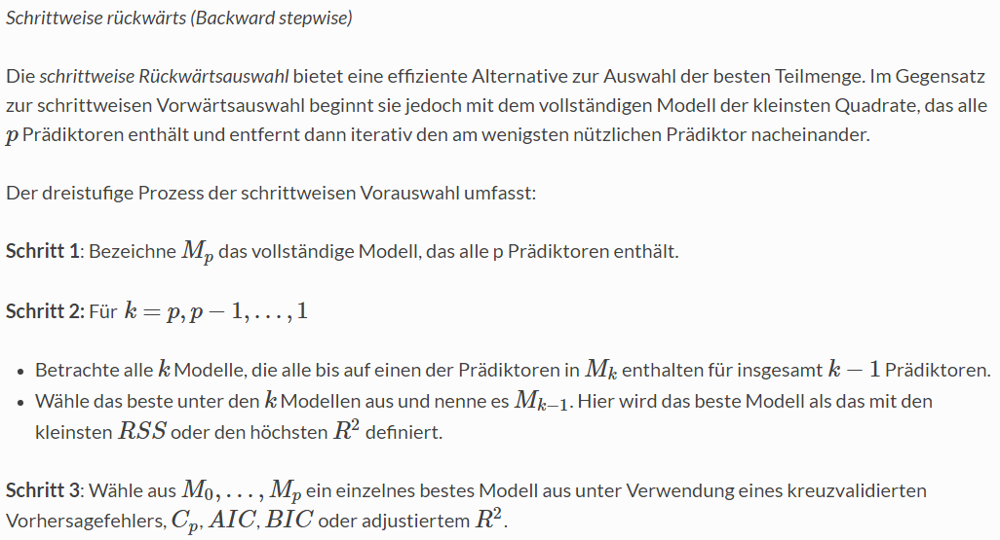 Schrittweise rückwärts (Backward stepwise)
Die schrittweise Rückwärtsauswahl bietet eine effiziente Alternative zur Auswahl der besten Teilmenge. Im Gegensatz
zur schrittweisen Vorwärtsauswahl beginnt sie jedoch mit dem vollständigen Modell der kleinsten Quadrate, das alle
p Prädiktoren enthält und entfernt dann iterativ den am wenigsten nützlichen Prädiktor nacheinander.
Der dreistufige Prozess der schrittweisen Vorauswahl umfasst:
Schritt 1: Bezeichne M_p das vollständige Modell, das alle p Prädiktoren enthält.
Schritt 2: Für k = p, p − 1, . . . , 1
• Betrachte alle k Modelle, die alle bis auf einen der Prädiktoren in M_k enthalten für insgesamt k − 1 Prädiktoren.
• Wähle das beste unter den k Modellen aus und nenne es M_{k−1}. Hier wird das beste Modell als das mit den
kleinsten RSS oder den höchsten R² definiert.
Schritt 3: Wähle aus M_0, . . . , M_p ein einzelnes bestes Modell aus unter Verwendung eines kreuzvalidierten
Vorhersagefehlers, C_p, AIC, BIC oder adjustiertem R².